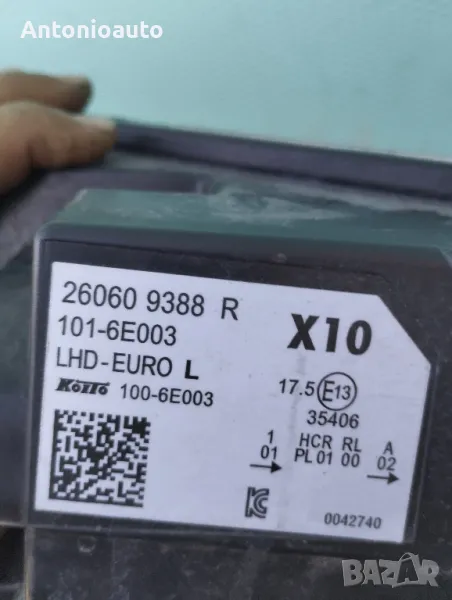 Antonioauto
26060 9388 R
101-6E003
LHD-EURO L
KOITO 100-6E003
X10
17.5 E13
35406
1 HCR RL A
01 PL 01 00 02
0042740
BAZAR